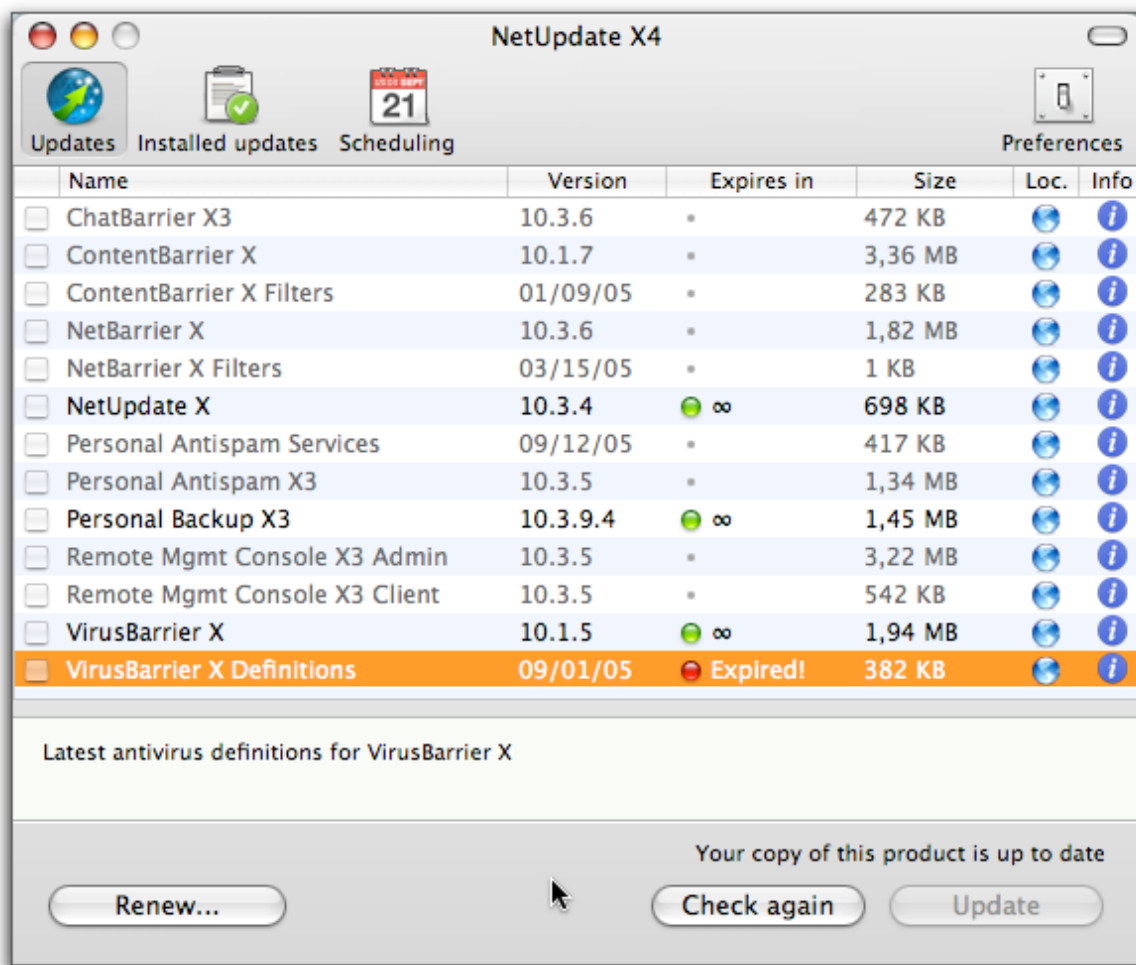 NetUpdate X4
Updates Installed updates Scheduling Preferences
21
Name Version Expires in Size Loc. Info
ChatBarrier X3 10.3.6 472 KB
ContentBarrier X 10.1.7 3,36 MB
ContentBarrier X Filters 01/09/05 283 KB
NetBarrier X 10.3.6 1,82 MB
NetBarrier X Filters 03/15/05 1 KB
NetUpdate X 10.3.4 ∞ 698 KB
Personal Antispam Services 09/12/05 417 KB
Personal Antispam X3 10.3.5 1,34 MB
Personal Backup X3 10.3.9.4 ∞ 1,45 MB
Remote Mgmt Console X3 Admin 10.3.5 3,22 MB
Remote Mgmt Console X3 Client 10.3.5 542 KB
VirusBarrier X 10.1.5 ∞ 1,94 MB
VirusBarrier X Definitions 09/01/05 Expired! 382 KB
Latest antivirus definitions for VirusBarrier X
Your copy of this product is up to date
Renew... Check again Update